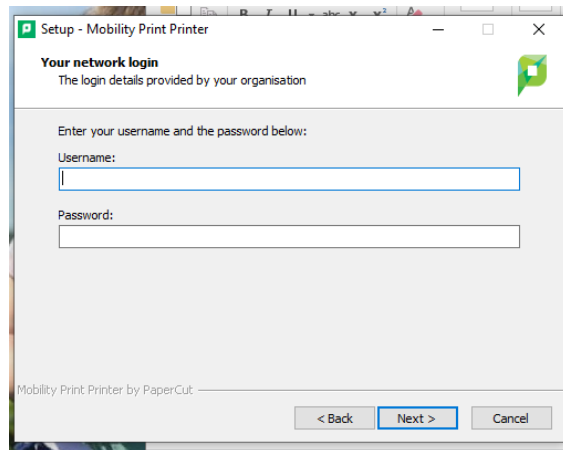 Setup - Mobility Print Printer
Your network login
The login details provided by your organisation
Enter your username and the password below:
Username:
Password:
Mobility Print Printer by PaperCut
< Back Next > Cancel